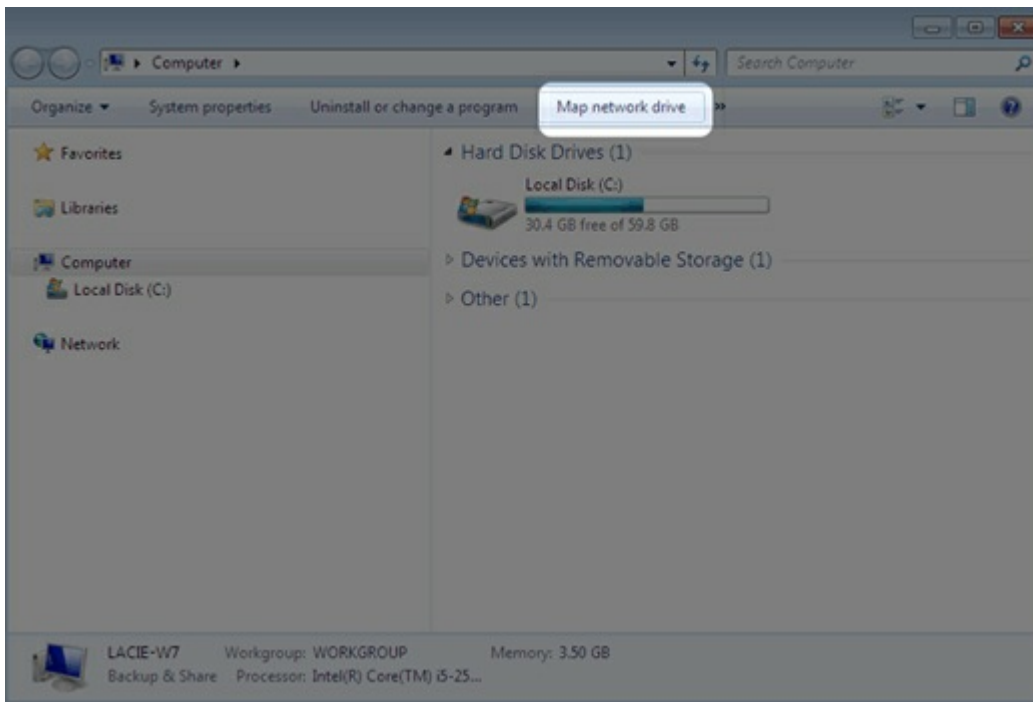 Computer
Search Computer
Organize System properties Uninstall or change a program Map network drive »
Favorites
Libraries
Computer
Local Disk (C:)
Network
Hard Disk Drives (1)
Local Disk (C:)
30.4 GB free of 59.8 GB
Devices with Removable Storage (1)
Other (1)
LACIE-W7 Workgroup: WORKGROUP Memory: 3.50 GB
Backup & Share Processor: Intel(R) Core(TM) i5-25...